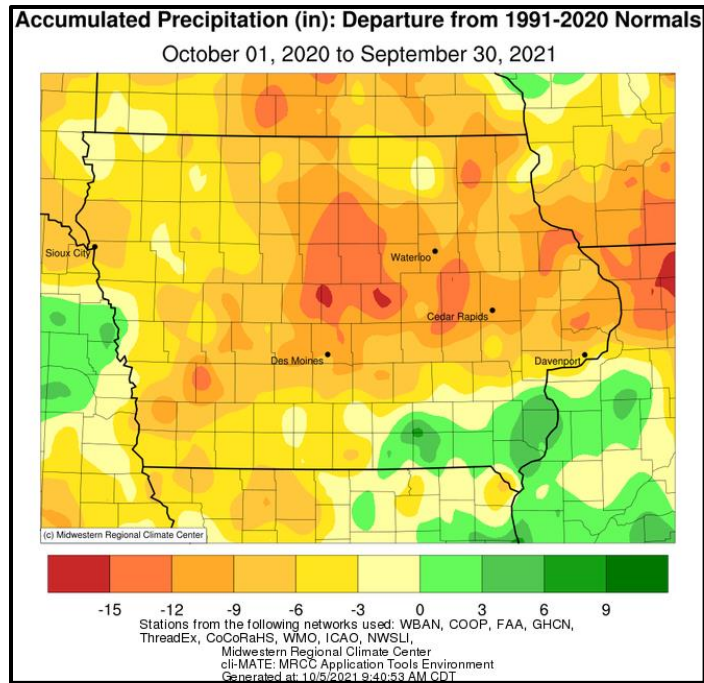 Accumulated Precipitation (in): Departure from 1991-2020 Normals
October 01, 2020 to September 30, 2021
Sioux City
Waterloo
Cedar Rapids
Des Moines
Davenport
(c) Midwestern Regional Climate Center
-15 -12 -9 -6 -3 0 3 6 9
Stations from the following networks used: WBAN, COOP, FAA, GHCN,
ThreadEx, CoCoRaHS, WMO, ICAO, NWSLI,
Midwestern Regional Climate Center
cli-MATE: MRCC Application Tools Environment
Generated at: 10/5/2021 9:40:53 AM CDT